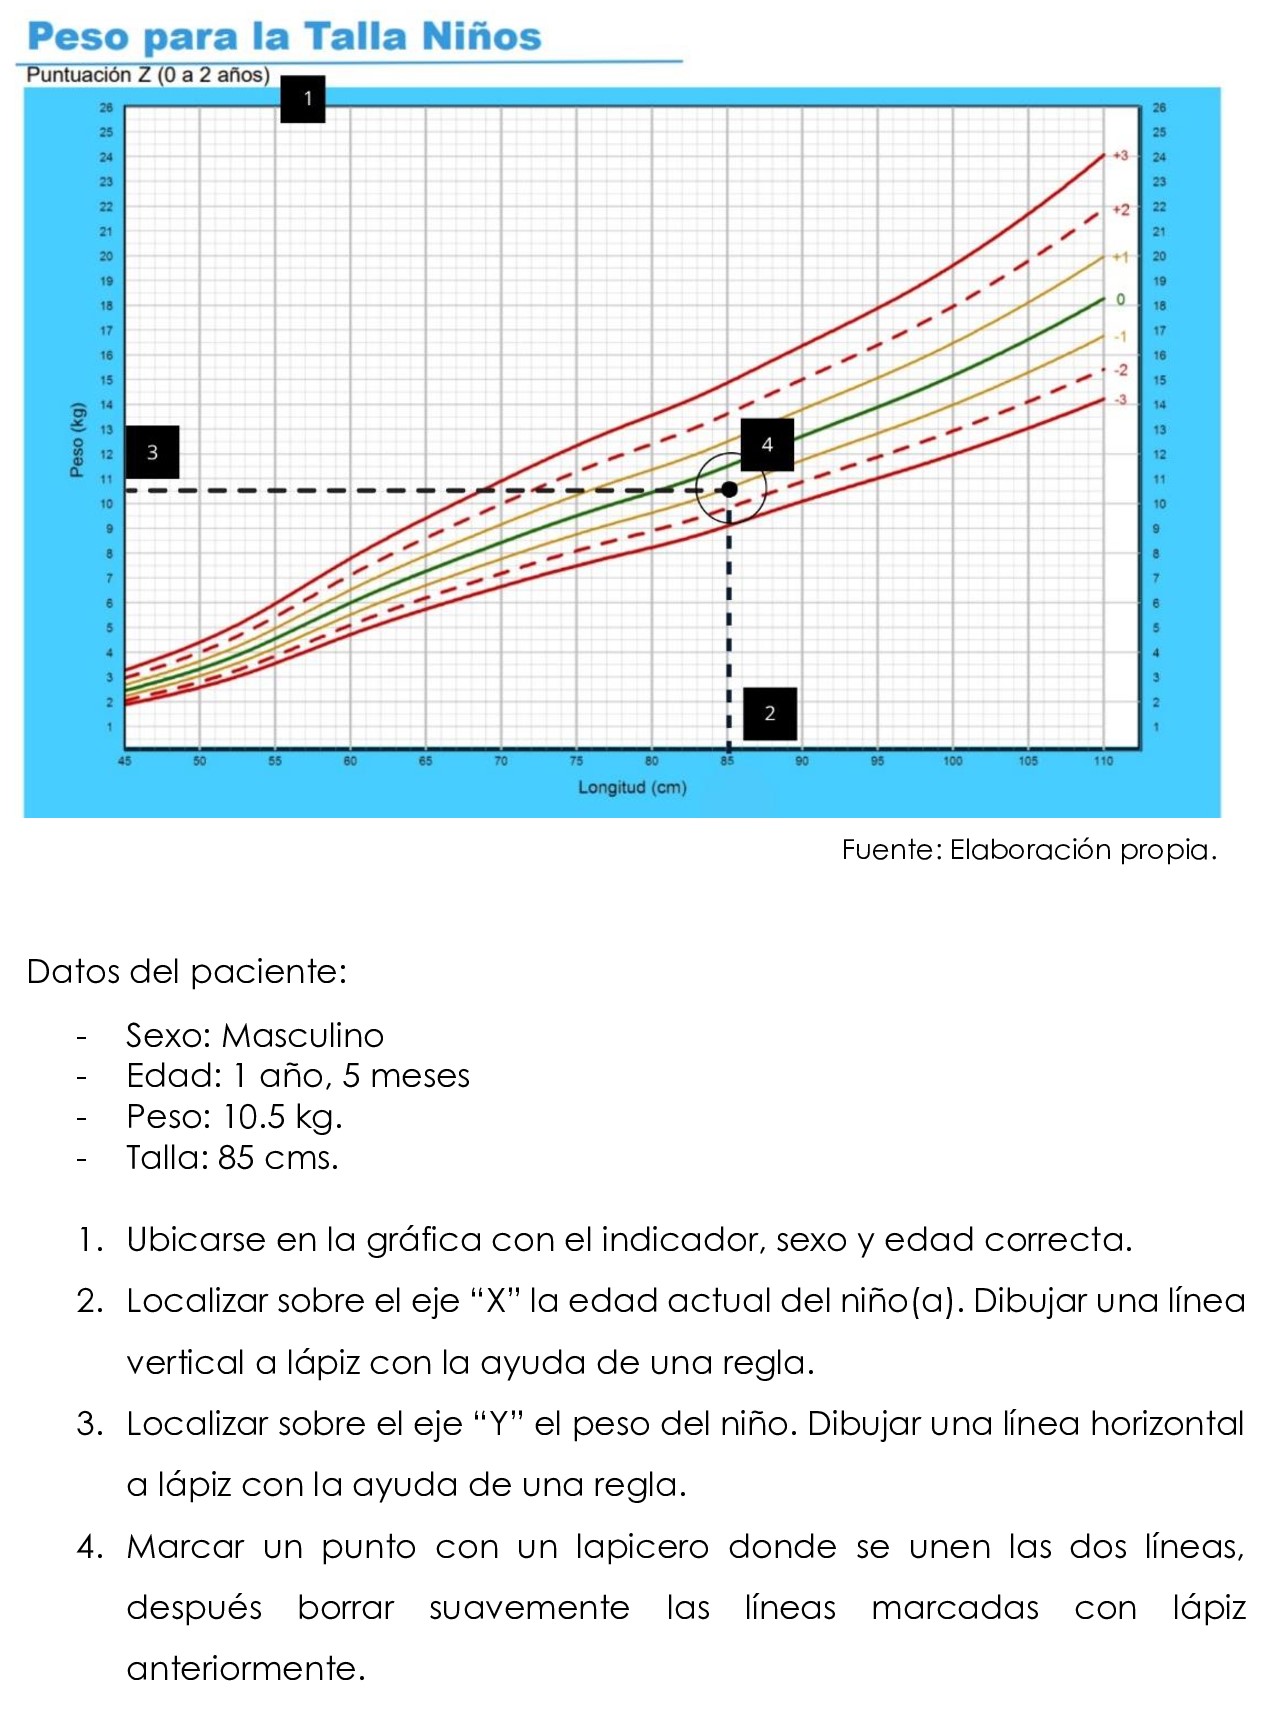 Peso para la Talla Niños
Puntuación Z (0 a 2 años)
1
26 26
25 25
24 +3 24
23 23
22 +2 22
21 21
20 +1 20
19 19
18 0 18
17 17
16 -1 16
15 -2 15
14 -3 14
13 13
12 12
11 11
10 10
9 9
8 8
7 7
6 6
5 5
4 4
3 3
2 2
1 1
Peso (kg)
3
4
2
45 50 55 60 65 70 75 80 85 90 95 100 105 110
Longitud (cm)
Fuente: Elaboración propia.
Datos del paciente:
- Sexo: Masculino
- Edad: 1 año, 5 meses
- Peso: 10.5 kg.
- Talla: 85 cms.
1. Ubicarse en la gráfica con el indicador, sexo y edad correcta.
2. Localizar sobre el eje “X” la edad actual del niño(a). Dibujar una línea
vertical a lápiz con la ayuda de una regla.
3. Localizar sobre el eje “Y” el peso del niño. Dibujar una línea horizontal
a lápiz con la ayuda de una regla.
4. Marcar un punto con un lapicero donde se unen las dos líneas,
después borrar suavemente las líneas marcadas con lápiz
anteriormente.